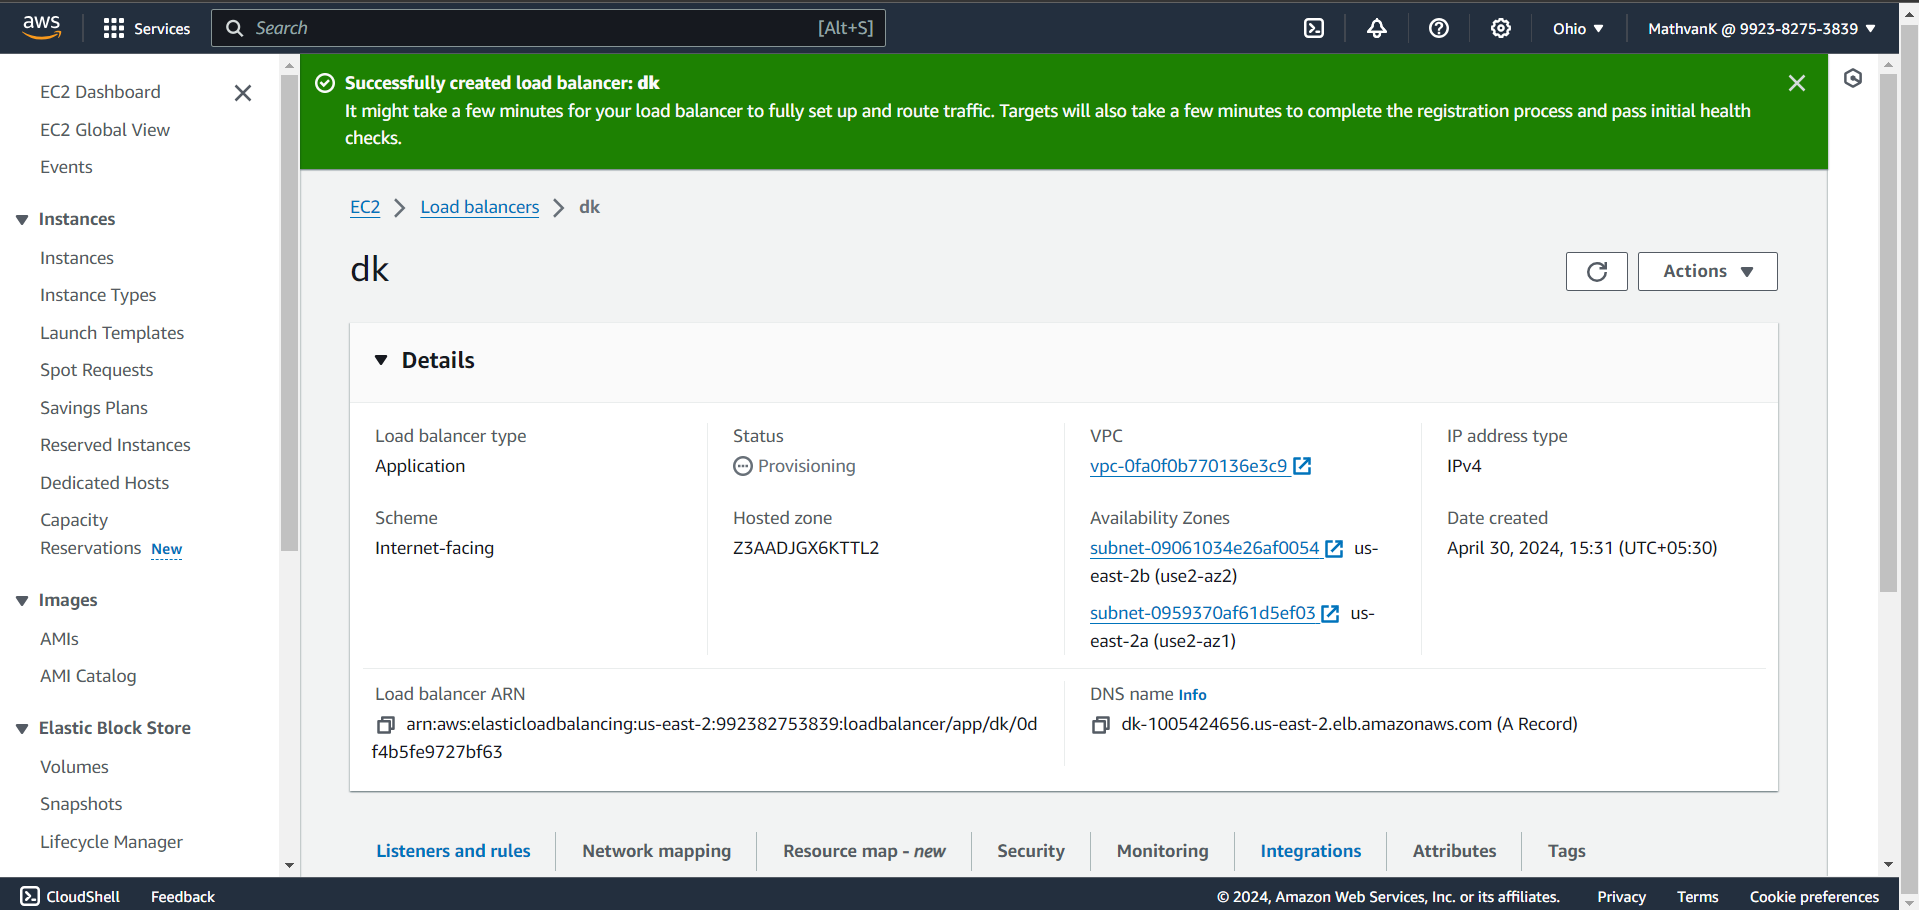 aws
Services
Search
[Alt+S]
Ohio
MathvanK @ 9923-8275-3839
EC2 Dashboard
EC2 Global View
Events
Instances
Instances
Instance Types
Launch Templates
Spot Requests
Savings Plans
Reserved Instances
Dedicated Hosts
Capacity
Reservations New
Images
AMIs
AMI Catalog
Elastic Block Store
Volumes
Snapshots
Lifecycle Manager
Successfully created load balancer: dk
It might take a few minutes for your load balancer to fully set up and route traffic. Targets will also take a few minutes to complete the registration process and pass initial health
checks.
EC2 Load balancers dk
dk
Actions
Details
Load balancer type
Application
Status
Provisioning
VPC
vpc-0fa0f0b770136e3c9
IP address type
IPv4
Scheme
Internet-facing
Hosted zone
Z3AADJGX6KTTL2
Availability Zones
subnet-09061034e26af0054 us-
east-2b (use2-az2)
subnet-0959370af61d5ef03 us-
east-2a (use2-az1)
Date created
April 30, 2024, 15:31 (UTC+05:30)
Load balancer ARN
arn:aws:elasticloadbalancing:us-east-2:992382753839:loadbalancer/app/dk/0d
f4b5fe9727bf63
DNS name Info
dk-1005424656.us-east-2.elb.amazonaws.com (A Record)
Listeners and rules
Network mapping
Resource map - new
Security
Monitoring
Integrations
Attributes
Tags
CloudShell
Feedback
© 2024, Amazon Web Services, Inc. or its affiliates.
Privacy
Terms
Cookie preferences